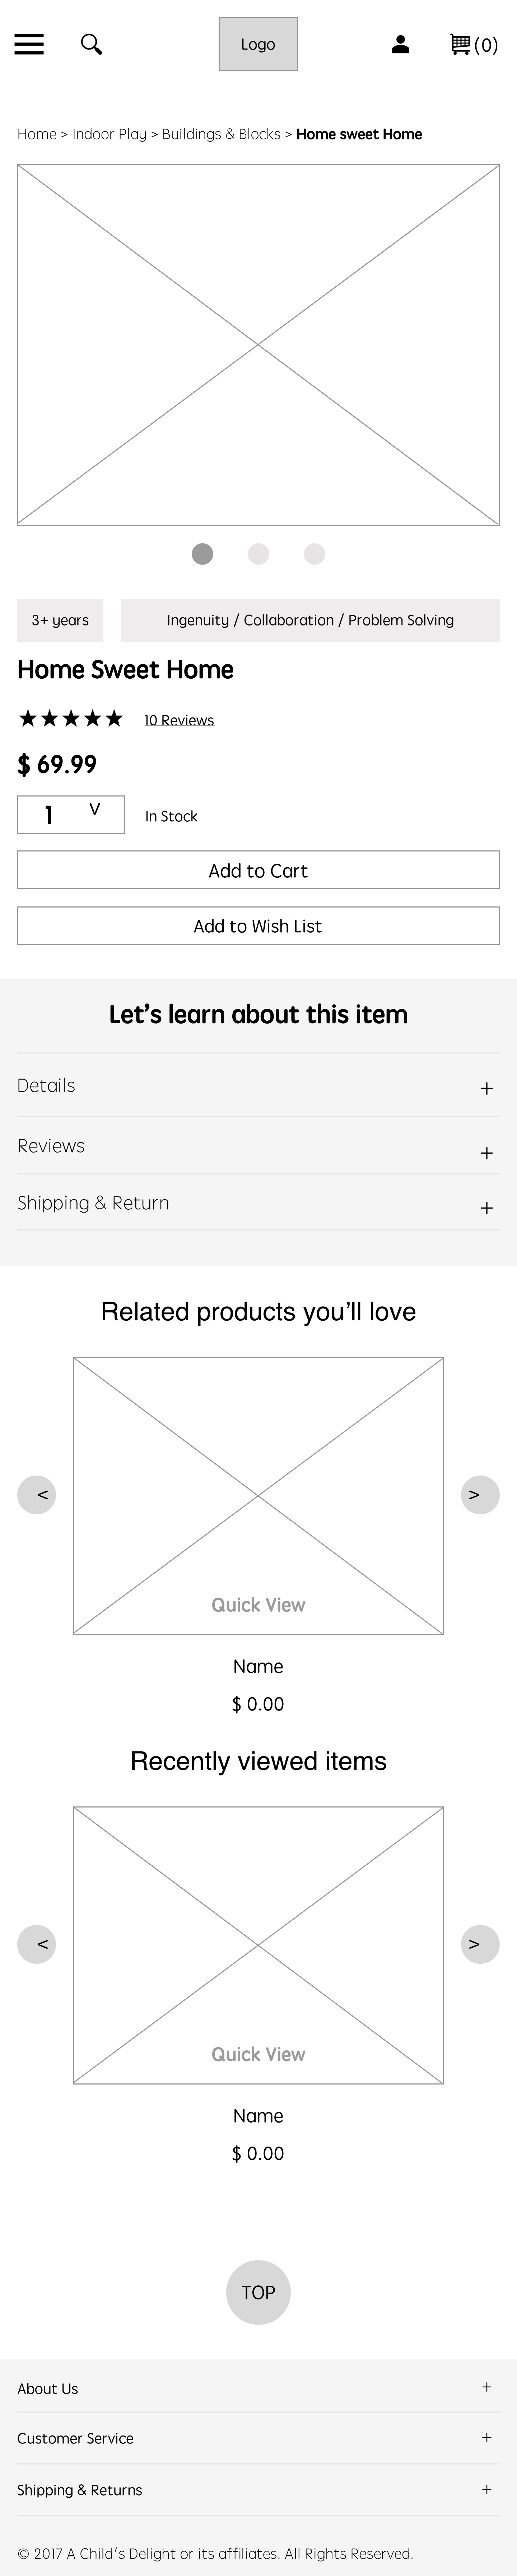 Logo
(0)
Home > Indoor Play > Buildings & Blocks > Home sweet Home
3+ years
Ingenuity / Collaboration / Problem Solving
Home Sweet Home
★★★★★ 10 Reviews
$ 69.99
1 V In Stock
Add to Cart
Add to Wish List
Let’s learn about this item
Details +
Reviews +
Shipping & Return +
Related products you’ll love
< >
Quick View
Name
$ 0.00
Recently viewed items
< >
Quick View
Name
$ 0.00
TOP
About Us +
Customer Service +
Shipping & Returns +
© 2017 A Child’s Delight or its affiliates. All Rights Reserved.